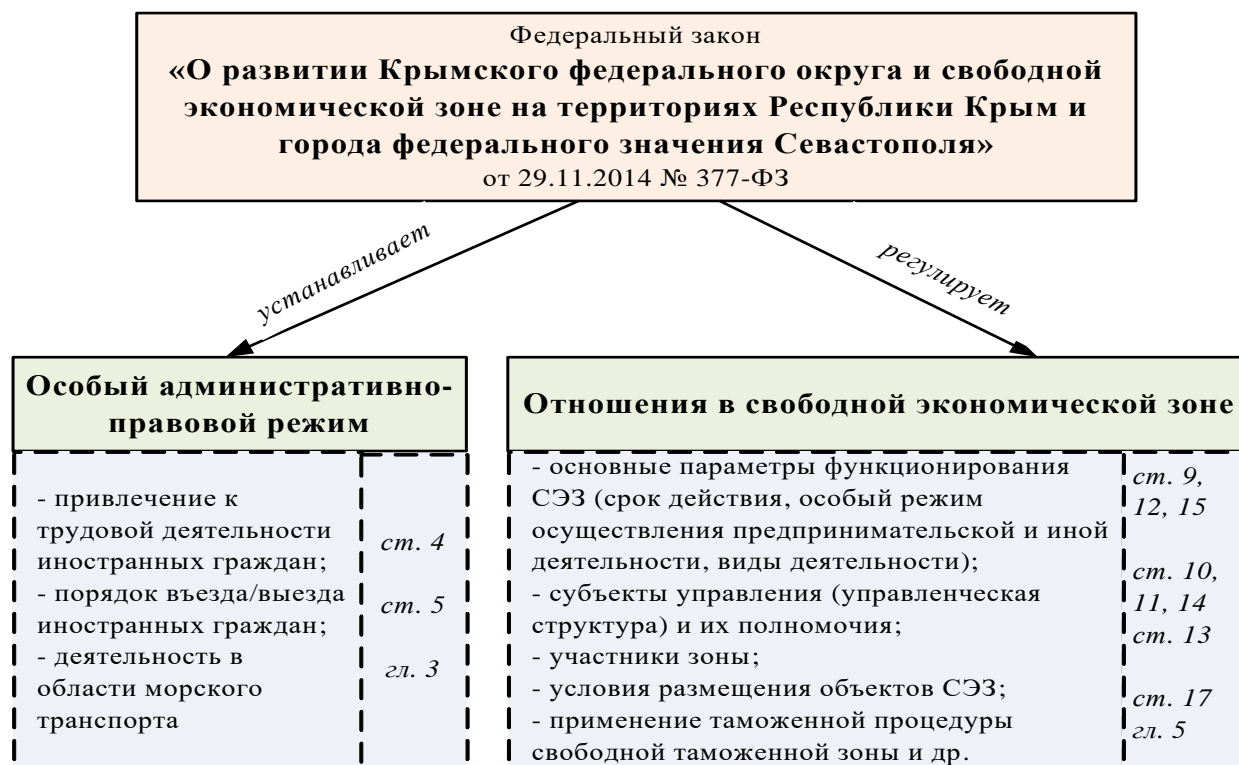 Федеральный закон
«О развитии Крымского федерального округа и свободной
экономической зоне на территориях Республики Крым и
города федерального значения Севастополя»
от 29.11.2014 № 377-ФЗ
устанавливает
регулирует
Особый административно-
правовой режим
- привлечение к
трудовой деятельности
иностранных граждан;
- порядок въезда/выезда
иностранных граждан;
- деятельность в
области морского
транспорта
ст. 4
ст. 5
гл. 3
Отношения в свободной экономической зоне
- основные параметры функционирования
СЭЗ (срок действия, особый режим
осуществления предпринимательской и иной
деятельности, виды деятельности);
- субъекты управления (управленческая
структура) и их полномочия;
- участники зоны;
- условия размещения объектов СЭЗ;
- применение таможенной процедуры
свободной таможенной зоны и др.
ст. 9,
12, 15
ст. 10,
11, 14
ст. 13
ст. 17
гл. 5